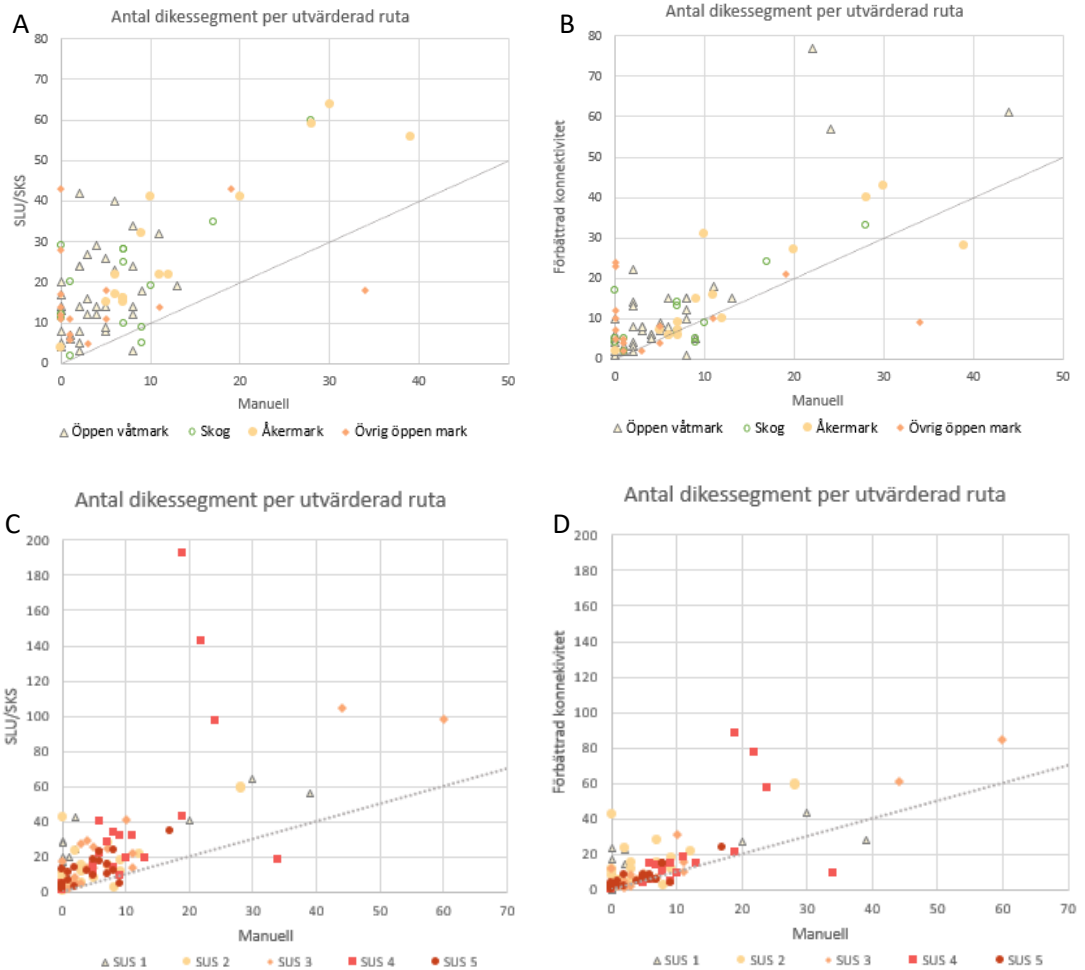 A
Antal dikessegment per utvärderad ruta
80
70
60
50
40
30
20
10
0
SLU/SKS
0 10 20 30 40 50
Manuell
Öppen våtmark Skog Åkermark Övrig öppen mark
B
Antal dikessegment per utvärderad ruta
80
70
60
50
40
30
20
10
0
Förbättrad konnektivitet
0 10 20 30 40 50
Manuell
Öppen våtmark Skog Åkermark Övrig öppen mark
C
Antal dikessegment per utvärderad ruta
200
180
160
140
120
100
80
60
40
20
0
SLU/SKS
0 10 20 30 40 50 60 70
Manuell
SUS 1 SUS 2 SUS 3 SUS 4 SUS 5
D
Antal dikessegment per utvärderad ruta
200
180
160
140
120
100
80
60
40
20
0
Förbättrad konnekivitet
0 10 20 30 40 50 60 70
Manuell
SUS 1 SUS 2 SUS 3 SUS 4 SUS 5